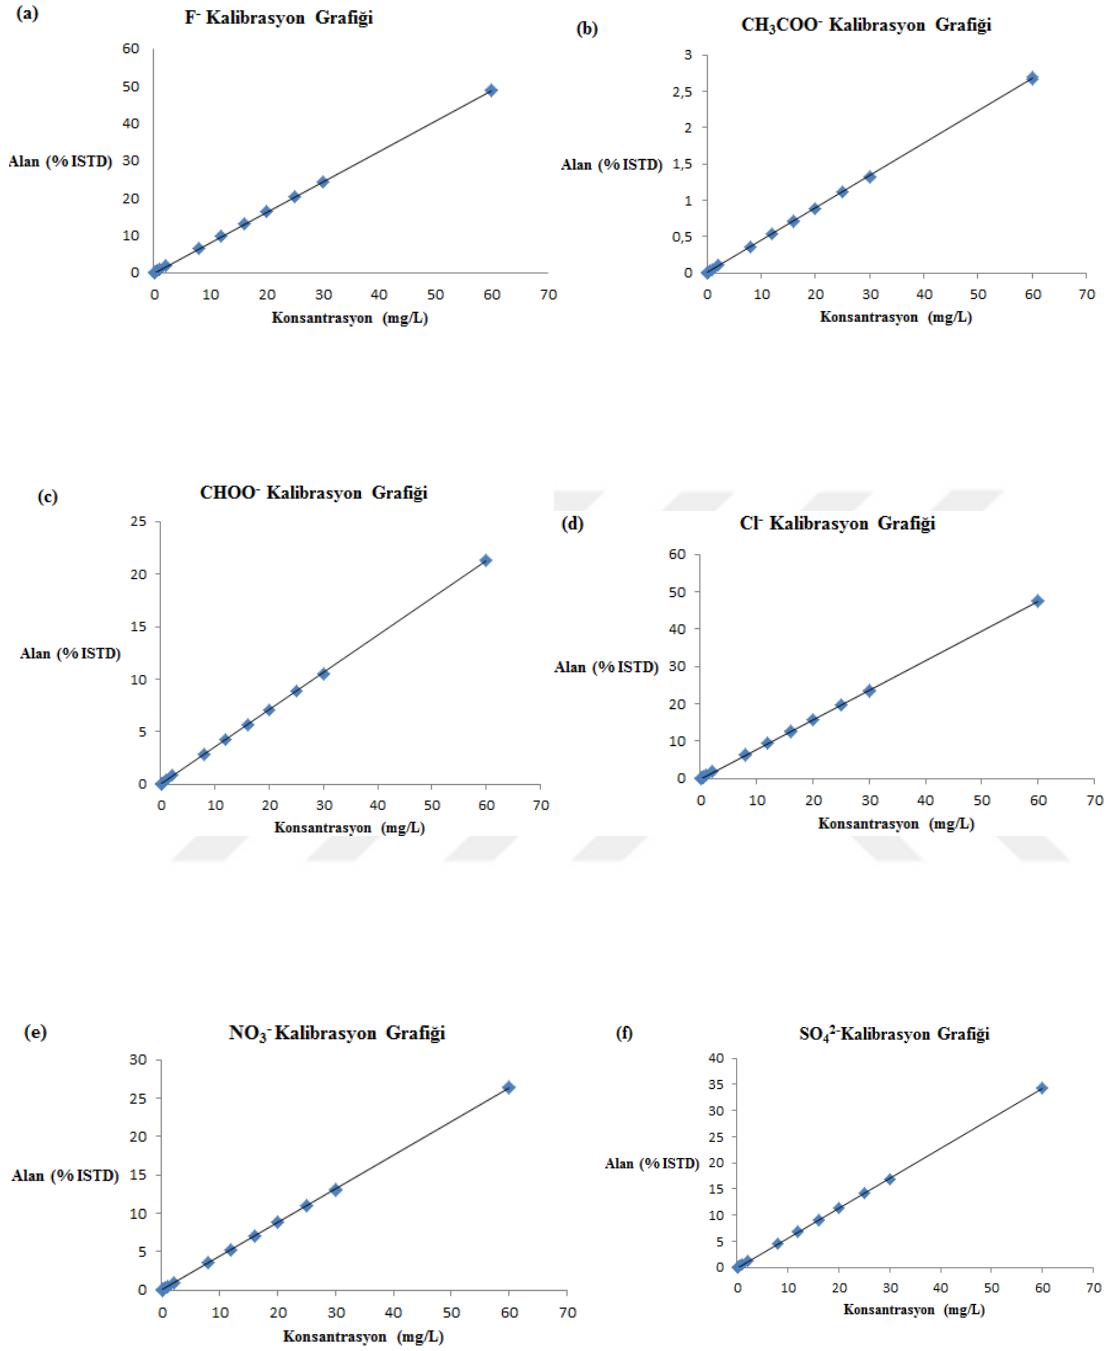 (a)
F⁻ Kalibrasyon Grafiği
60
50
40
30
20
10
0
Alan (% ISTD)
0 10 20 30 40 50 60 70
Konsantrasyon (mg/L)
(b)
CH₃COO⁻ Kalibrasyon Grafiği
3
2,5
2
1,5
1
0,5
0
Alan (% ISTD)
0 10 20 30 40 50 60 70
Konsantrasyon (mg/L)
(c)
CHOO⁻ Kalibrasyon Grafiği
25
20
15
10
5
0
Alan (% ISTD)
0 10 20 30 40 50 60 70
Konsantrasyon (mg/L)
(d)
Cl⁻ Kalibrasyon Grafiği
60
50
40
30
20
10
0
Alan (% ISTD)
0 10 20 30 40 50 60 70
Konsantrasyon (mg/L)
(e)
NO₃⁻ Kalibrasyon Grafiği
30
25
20
15
10
5
0
Alan (% ISTD)
0 10 20 30 40 50 60 70
Konsantrasyon (mg/L)
(f)
SO₄²⁻Kalibrasyon Grafiği
40
35
30
25
20
15
10
5
0
Alan (% ISTD)
0 10 20 30 40 50 60 70
Konsantrasyon (mg/L)